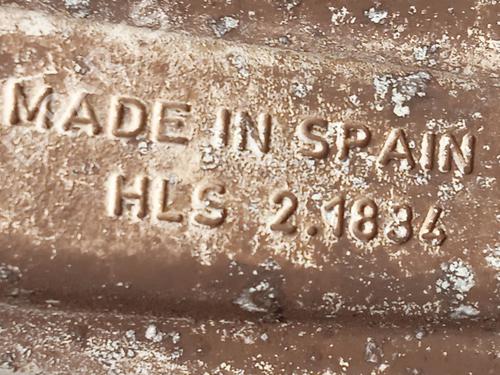 MADE IN SPAIN
HLS 2.1834